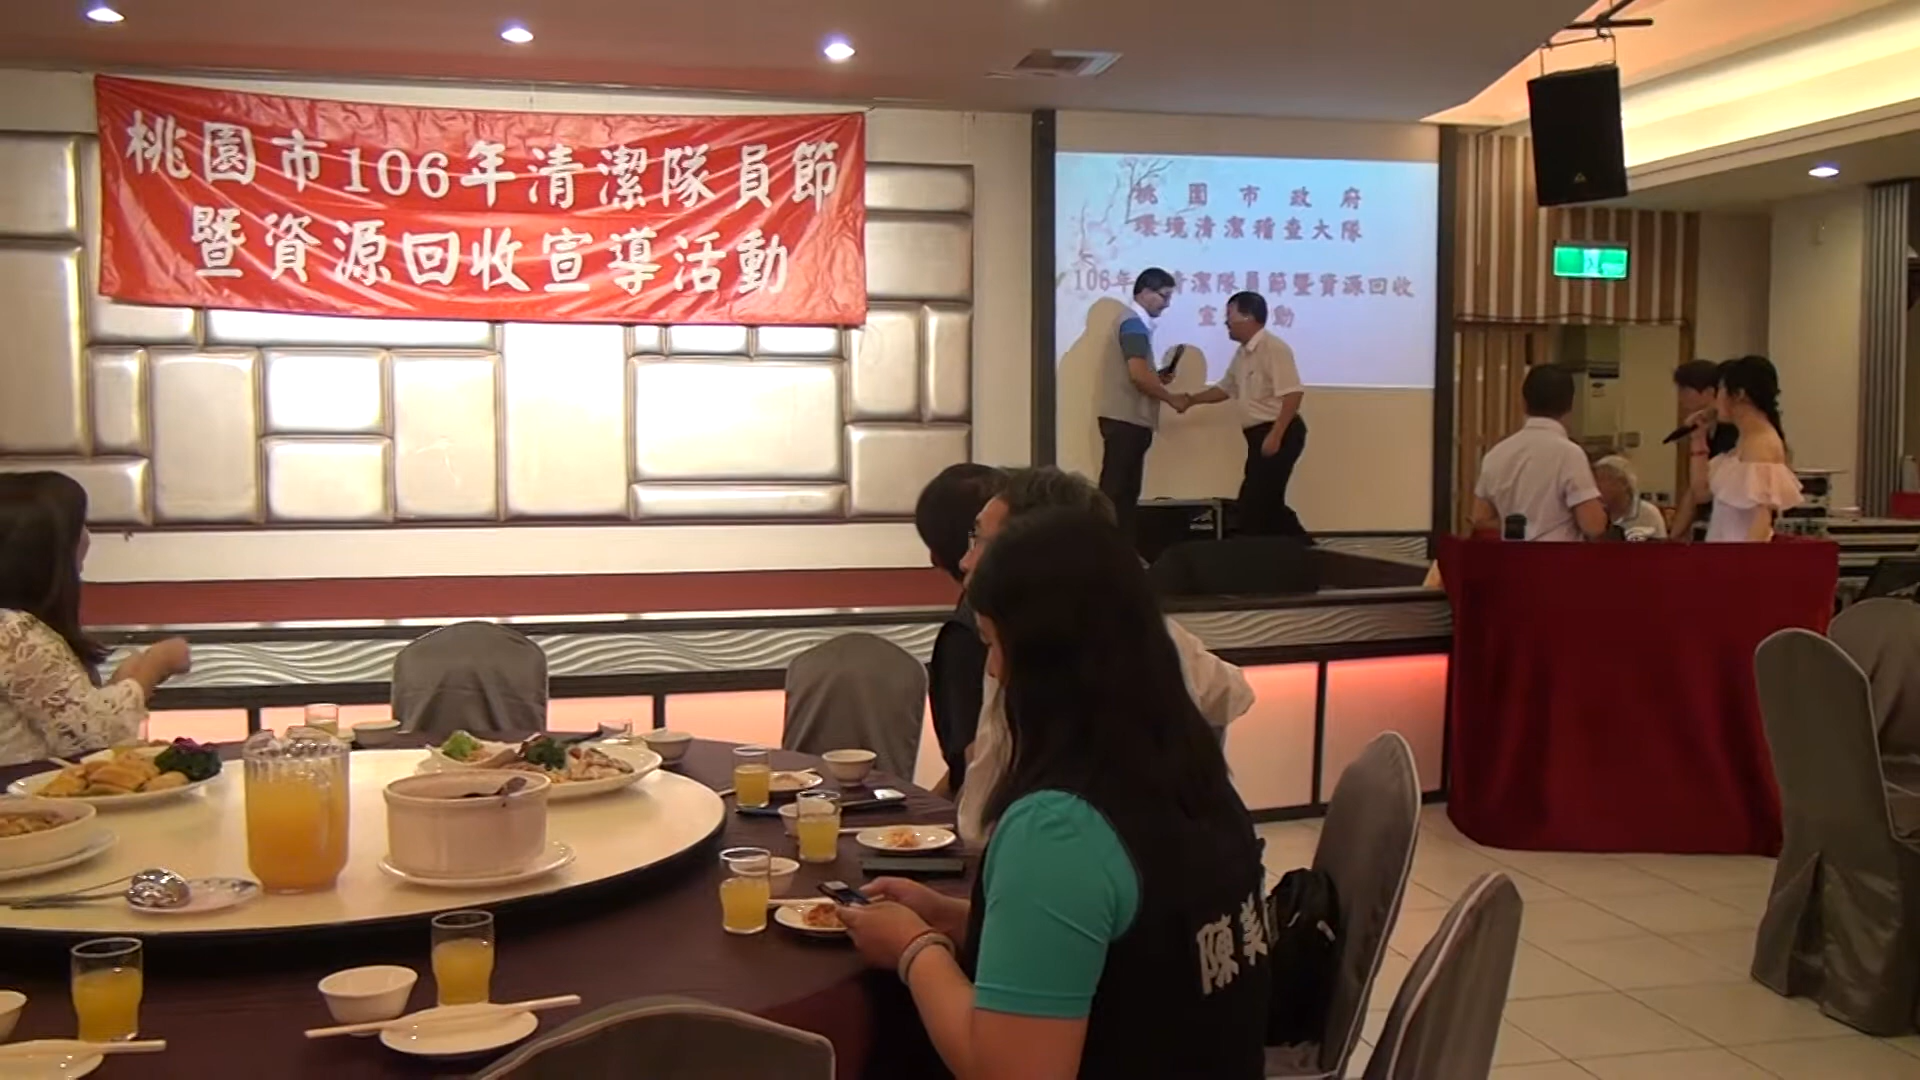 桃園市106年清潔隊員節
暨資源回收宣導活動
桃園市政府
環境清潔稽查大隊
106年 清潔隊員節暨資源回收
宣 動
陳美